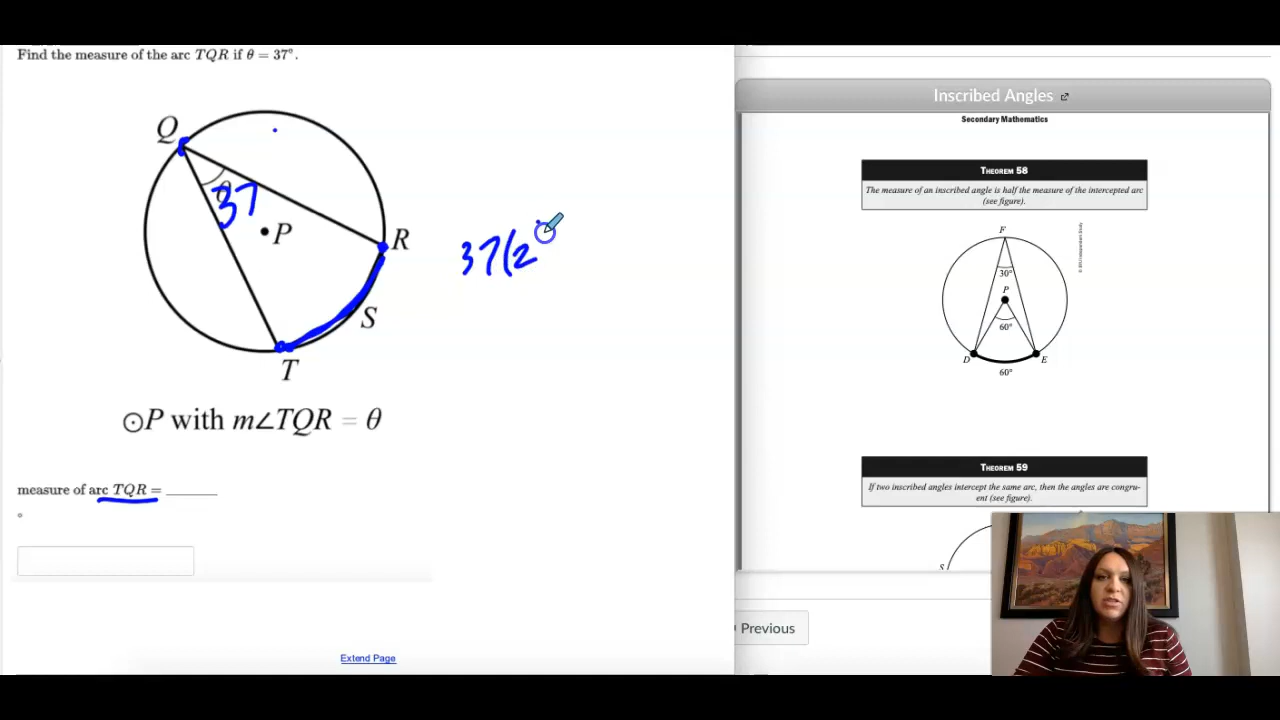 Find the measure of the arc TQR if θ = 37°.
Q
θ
37
P
R
S
T
37(2
⊙P with m∠TQR = θ
measure of arc TQR = ______
°
Extend Page
Inscribed Angles
Secondary Mathematics
THEOREM 58
The measure of an inscribed angle is half the measure of the intercepted arc
(see figure).
F
30°
P
60°
D
E
60°
THEOREM 59
If two inscribed angles intercept the same arc, then the angles are congru-
ent (see figure).
S
Previous